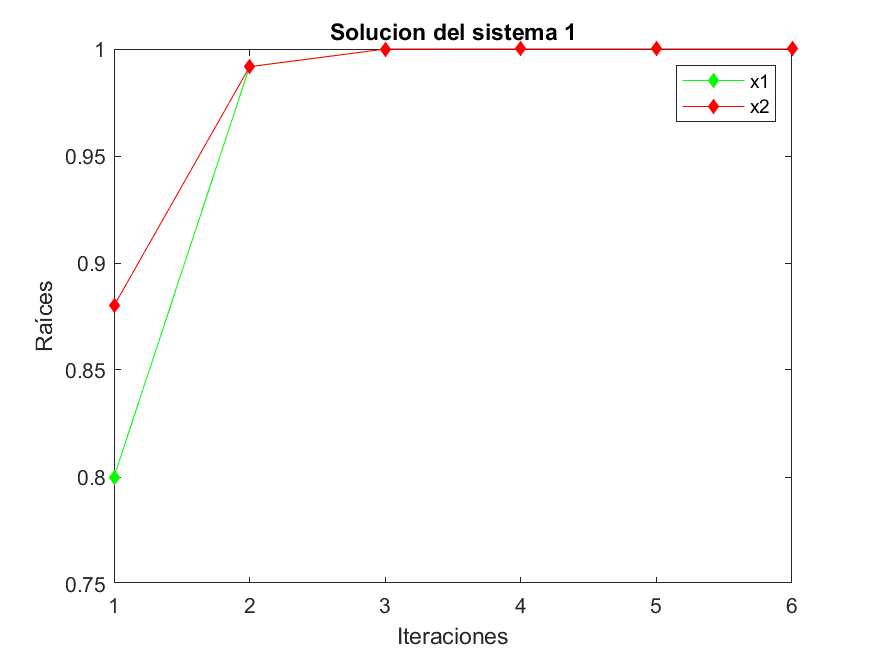 Solucion del sistema 1
1
0.95
0.9
0.85
0.8
0.75
Raíces
x1
x2
1 2 3 4 5 6
Iteraciones